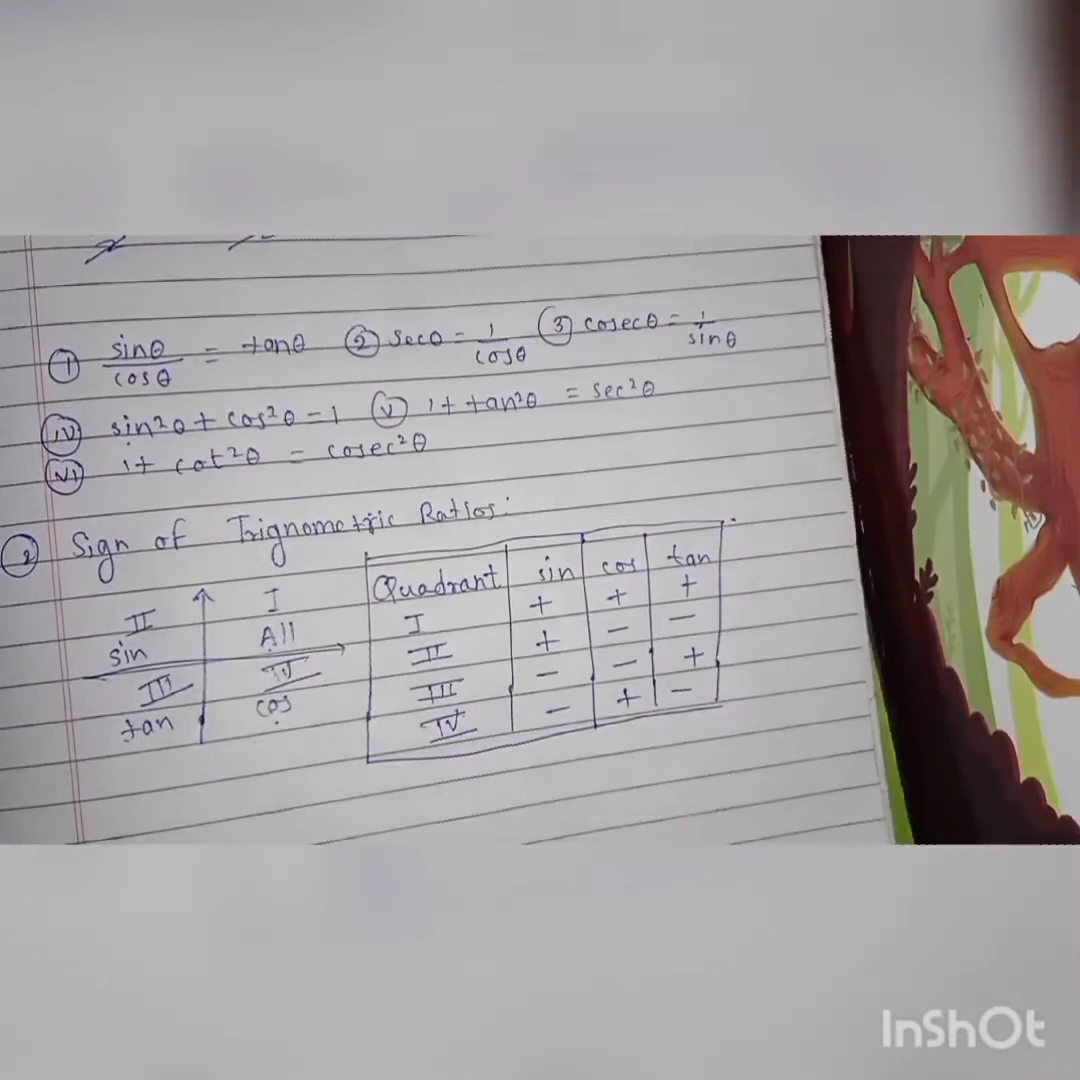 ① sinθ/cosθ = tanθ ② secθ = 1/cosθ ③ cosecθ = 1/sinθ
(iv) sin²θ + cos²θ = 1 (v) 1 + tan²θ = sec²θ
(vi) 1 + cot²θ = cosec²θ
② Sign of Trignometric Ratios:
II I
sin All
III IV
tan cos
Quadrant sin cos tan
I + + +
II + − −
III − − +
IV − + −
InShOt